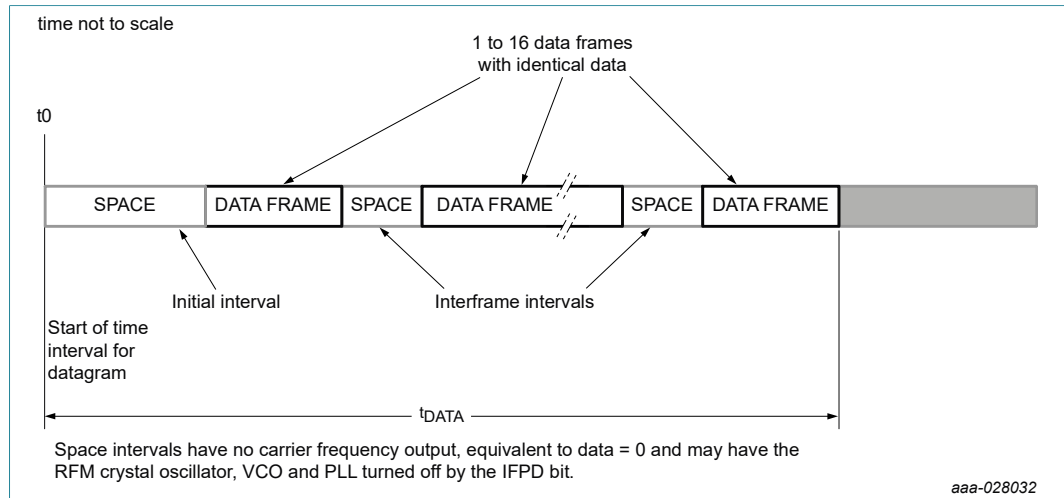 time not to scale
1 to 16 data frames
with identical data
t0
SPACE
DATA FRAME
SPACE
DATA FRAME
SPACE
DATA FRAME
Initial interval
Interframe intervals
Start of time
interval for
datagram
tDATA
Space intervals have no carrier frequency output, equivalent to data = 0 and may have the
RFM crystal oscillator, VCO and PLL turned off by the IFPD bit.
aaa-028032